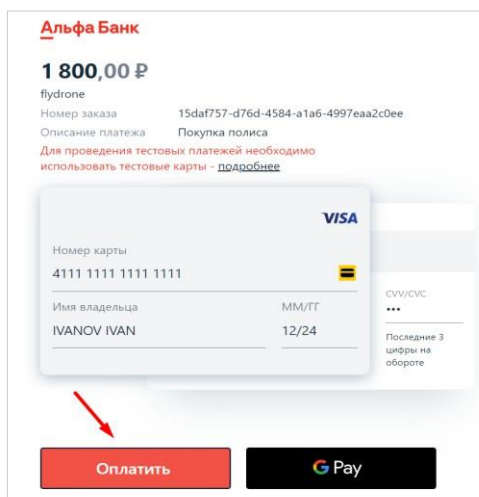 Альфа Банк
1 800,00 ₽
flydrone
Номер заказа 15daf757-d76d-4584-a1a6-4997eaa2c0ee
Описание платежа Покупка полиса
Для проведения тестовых платежей необходимо
использовать тестовые карты - подробнее
VISA
Номер карты
4111 1111 1111 1111
Имя владельца ММ/ГГ
IVANOV IVAN 12/24
CVV/CVC
•••
Последние 3
цифры на
обороте
Оплатить
G Pay